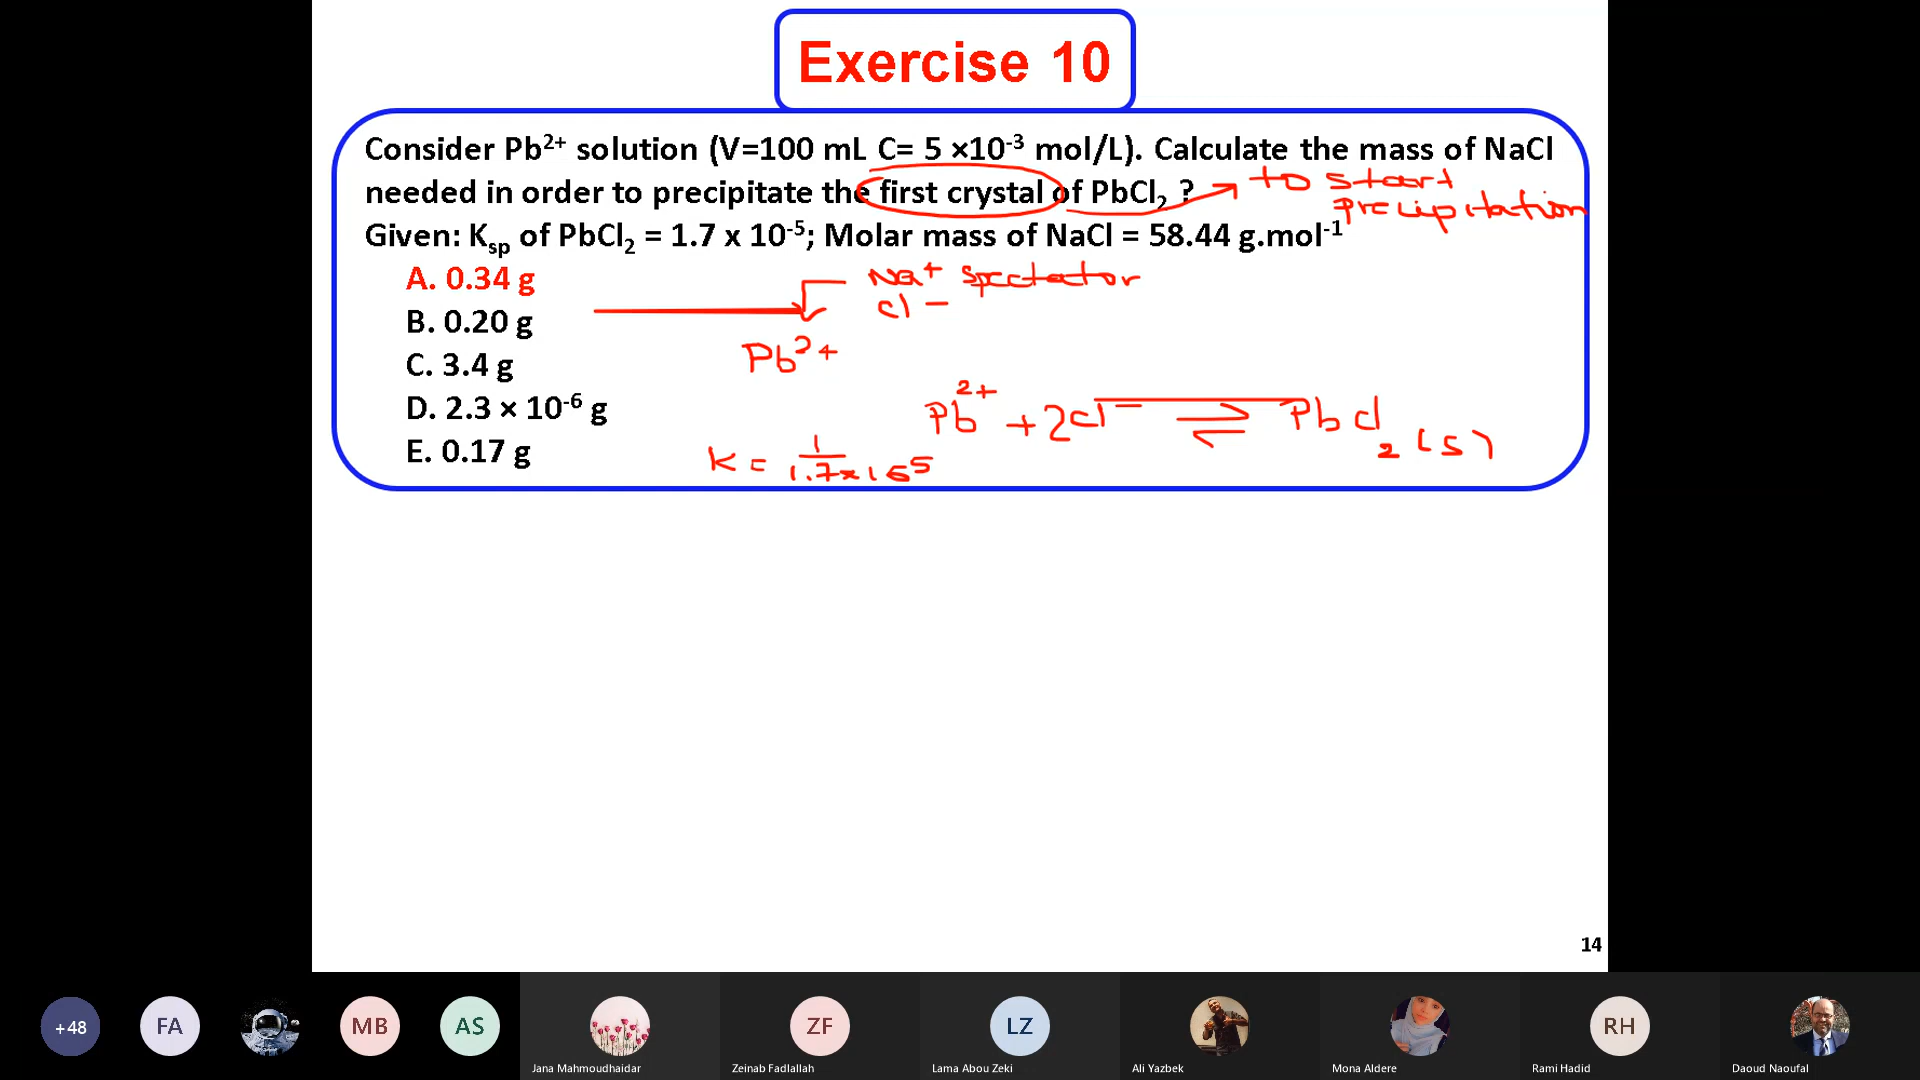 Exercise 10
Consider Pb²⁺ solution (V=100 mL C= 5 ×10⁻³ mol/L). Calculate the mass of NaCl
needed in order to precipitate the first crystal of PbCl₂ ?
to start
precipitation
Given: Kₛₚ of PbCl₂ = 1.7 x 10⁻⁵; Molar mass of NaCl = 58.44 g.mol⁻¹
A. 0.34 g
Na⁺ spectator
Cl⁻
B. 0.20 g
Pb²⁺
C. 3.4 g
D. 2.3 × 10⁻⁶ g
Pb²⁺ + 2Cl⁻ ⇌ PbCl₂(s)
E. 0.17 g
K = 1/1.7×10⁻⁵
14
+48
FA
MB
AS
ZF
LZ
RH
Jana Mahmoudhaidar
Zeinab Fadlallah
Lama Abou Zeki
Ali Yazbek
Mona Aldere
Rami Hadid
Daoud Naoufal